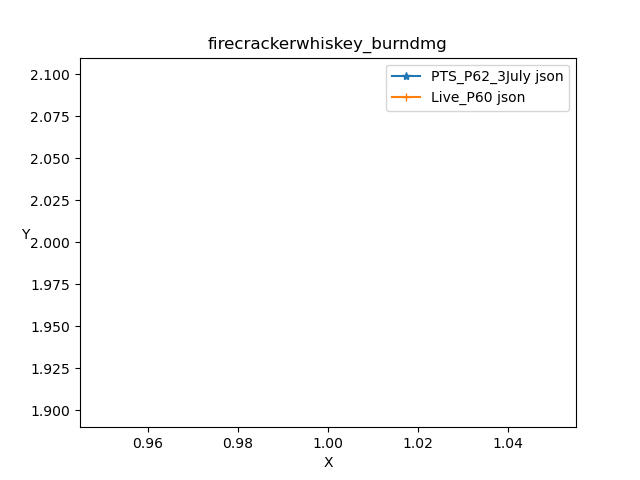 firecrackerwhiskey_burndmg
PTS_P62_3July json
Live_P60 json
2.100
2.075
2.050
2.025
2.000
1.975
1.950
1.925
1.900
Y
0.96 0.98 1.00 1.02 1.04
X